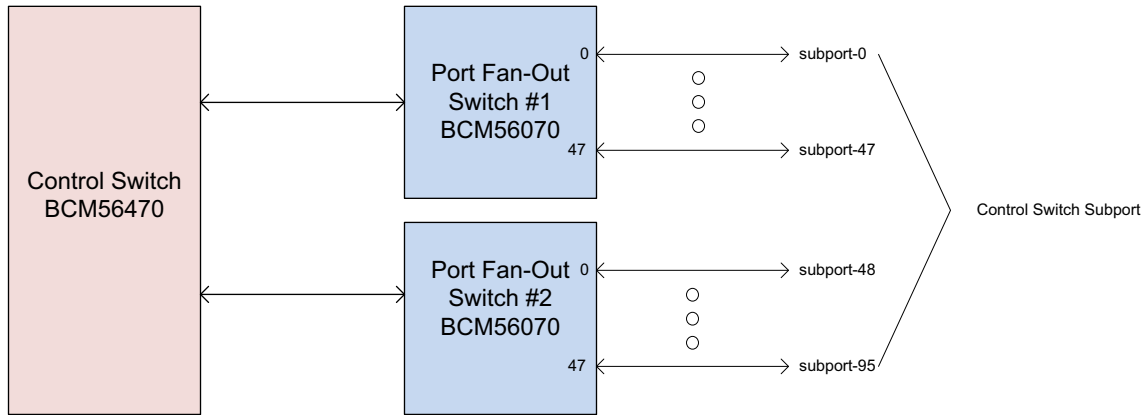 Control Switch
BCM56470
Port Fan-Out
Switch #1
BCM56070
0
47
subport-0
subport-47
Port Fan-Out
Switch #2
BCM56070
0
47
subport-48
subport-95
Control Switch Subport